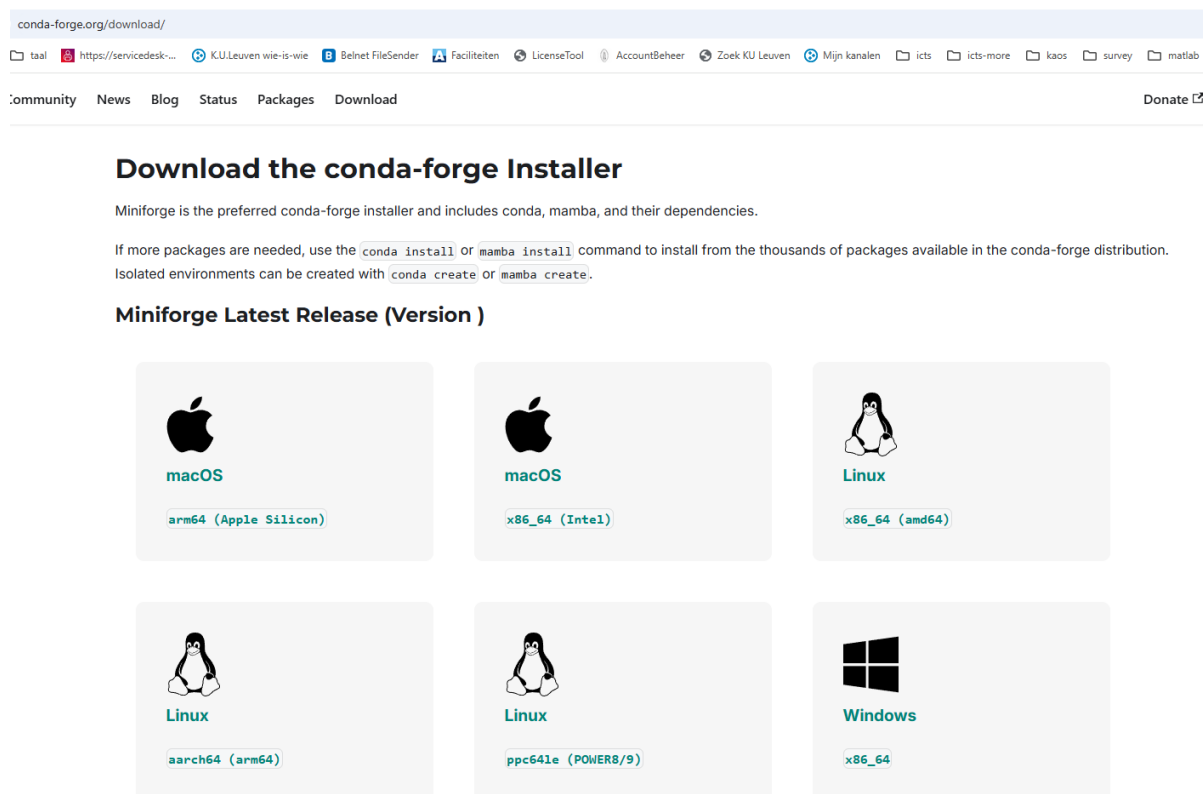 conda-forge.org/download/
taal https://servicedesk-... K.U.Leuven wie-is-wie Belnet FileSender Faciliteiten LicenseTool AccountBeheer Zoek KU Leuven Mijn kanalen icts icts-more kaos survey matlab
Community News Blog Status Packages Download Donate
Download the conda-forge Installer
Miniforge is the preferred conda-forge installer and includes conda, mamba, and their dependencies.
If more packages are needed, use the conda install or mamba install command to install from the thousands of packages available in the conda-forge distribution.
Isolated environments can be created with conda create or mamba create.
Miniforge Latest Release (Version )
macOS
arm64 (Apple Silicon)
macOS
x86_64 (Intel)
Linux
x86_64 (amd64)
Linux
aarch64 (arm64)
Linux
ppc64le (POWER8/9)
Windows
x86_64